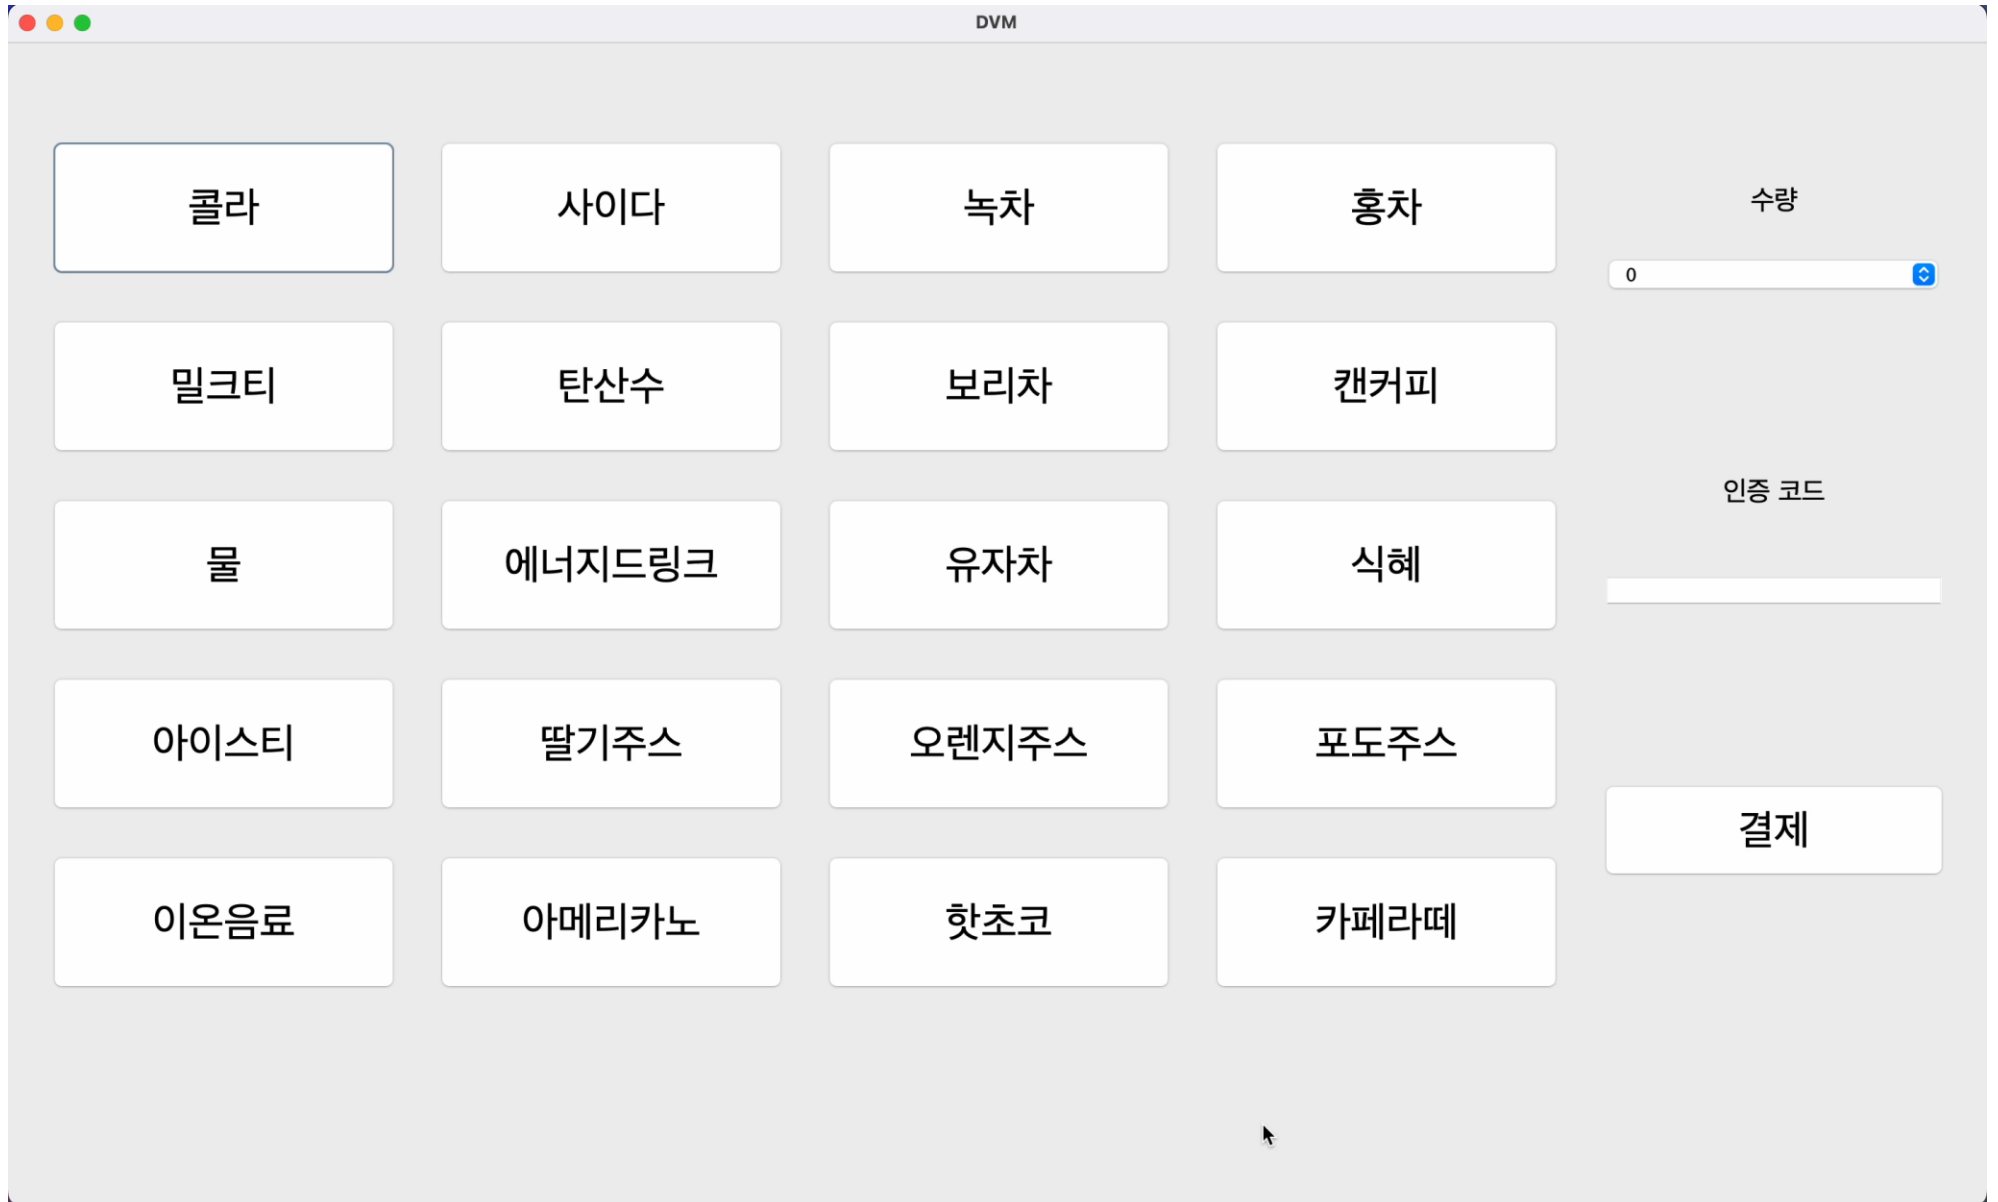 DVM
콜라 사이다 녹차 홍차
수량
0
밀크티 탄산수 보리차 캔커피
인증 코드
물 에너지드링크 유자차 식혜
아이스티 딸기주스 오렌지주스 포도주스
결제
이온음료 아메리카노 핫초코 카페라떼